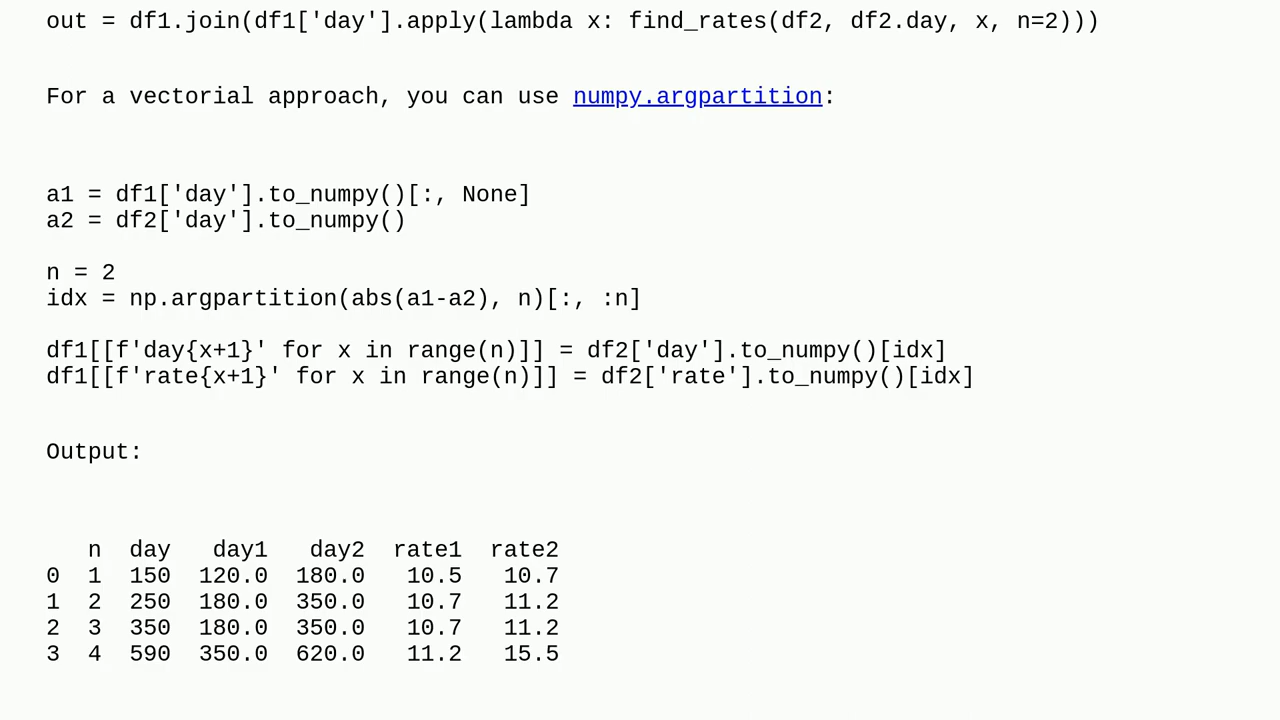 out = df1.join(df1['day'].apply(lambda x: find_rates(df2, df2.day, x, n=2)))
For a vectorial approach, you can use numpy.argpartition:
a1 = df1['day'].to_numpy()[:, None]
a2 = df2['day'].to_numpy()
n = 2
idx = np.argpartition(abs(a1-a2), n)[:, :n]
df1[[f'day{x+1}' for x in range(n)]] = df2['day'].to_numpy()[idx]
df1[[f'rate{x+1}' for x in range(n)]] = df2['rate'].to_numpy()[idx]
Output:
   n  day   day1   day2  rate1  rate2
0  1  150  120.0  180.0   10.5   10.7
1  2  250  180.0  350.0   10.7   11.2
2  3  350  180.0  350.0   10.7   11.2
3  4  590  350.0  620.0   11.2   15.5